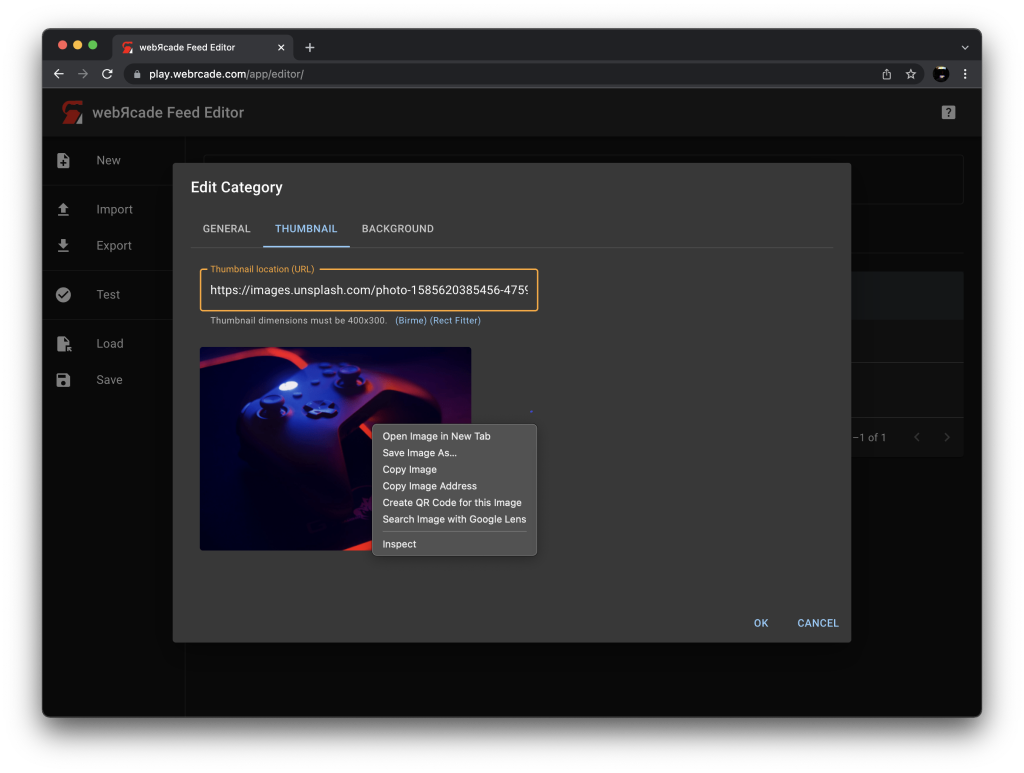 webЯcade Feed Editor
play.webrcade.com/app/editor/
webЯcade Feed Editor
New
Import
Export
Test
Load
Save
Edit Category
GENERAL THUMBNAIL BACKGROUND
Thumbnail location (URL)
https://images.unsplash.com/photo-1585620385456-4759
Thumbnail dimensions must be 400x300. (Birme) (Rect Fitter)
Open Image in New Tab
Save Image As...
Copy Image
Copy Image Address
Create QR Code for this Image
Search Image with Google Lens
Inspect
–1 of 1
OK CANCEL